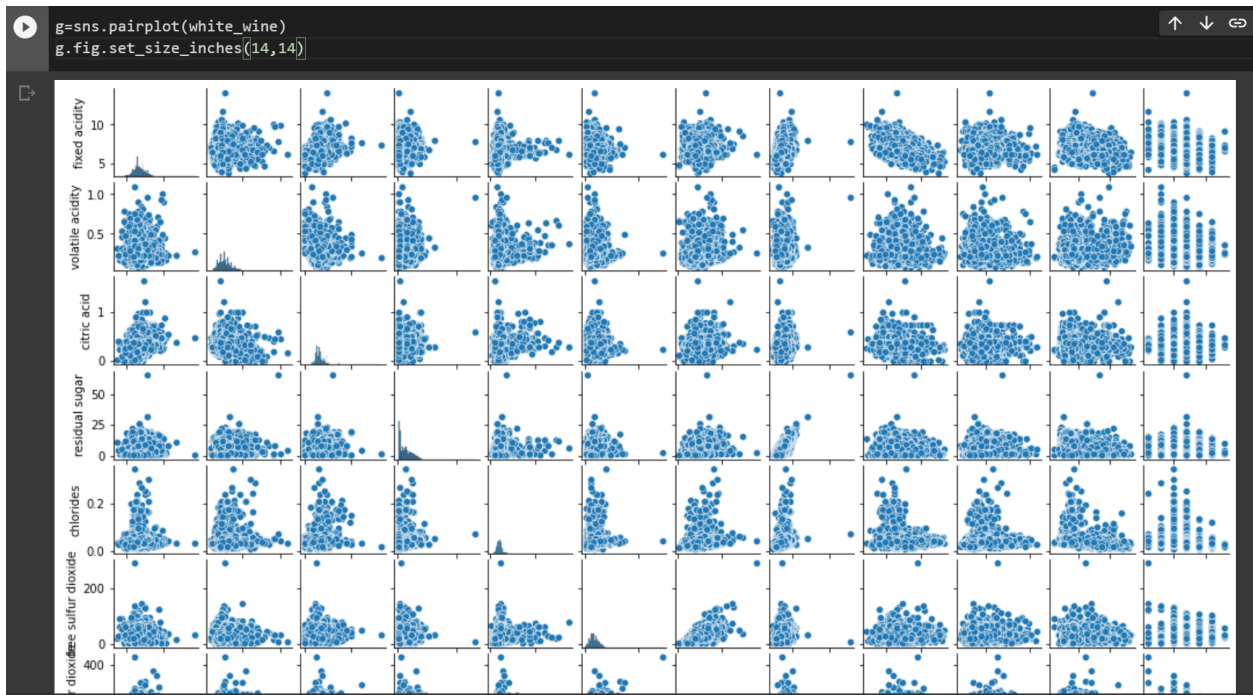 g=sns.pairplot(white_wine)
g.fig.set_size_inches(14,14)
fixed acidity
10
5
volatile acidity
1.0
0.5
citric acid
1
0
residual sugar
50
25
0
chlorides
0.2
0.0
free sulfur dioxide
200
0
r dioxide
400